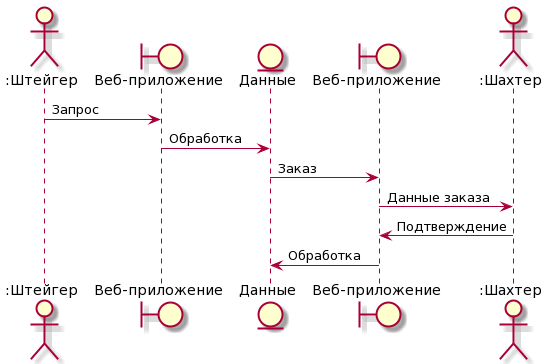 :Штейгер Веб-приложение Данные Веб-приложение :Шахтер
Запрос
Обработка
Заказ
Данные заказа
Подтверждение
Обработка
:Штейгер Веб-приложение Данные Веб-приложение :Шахтер